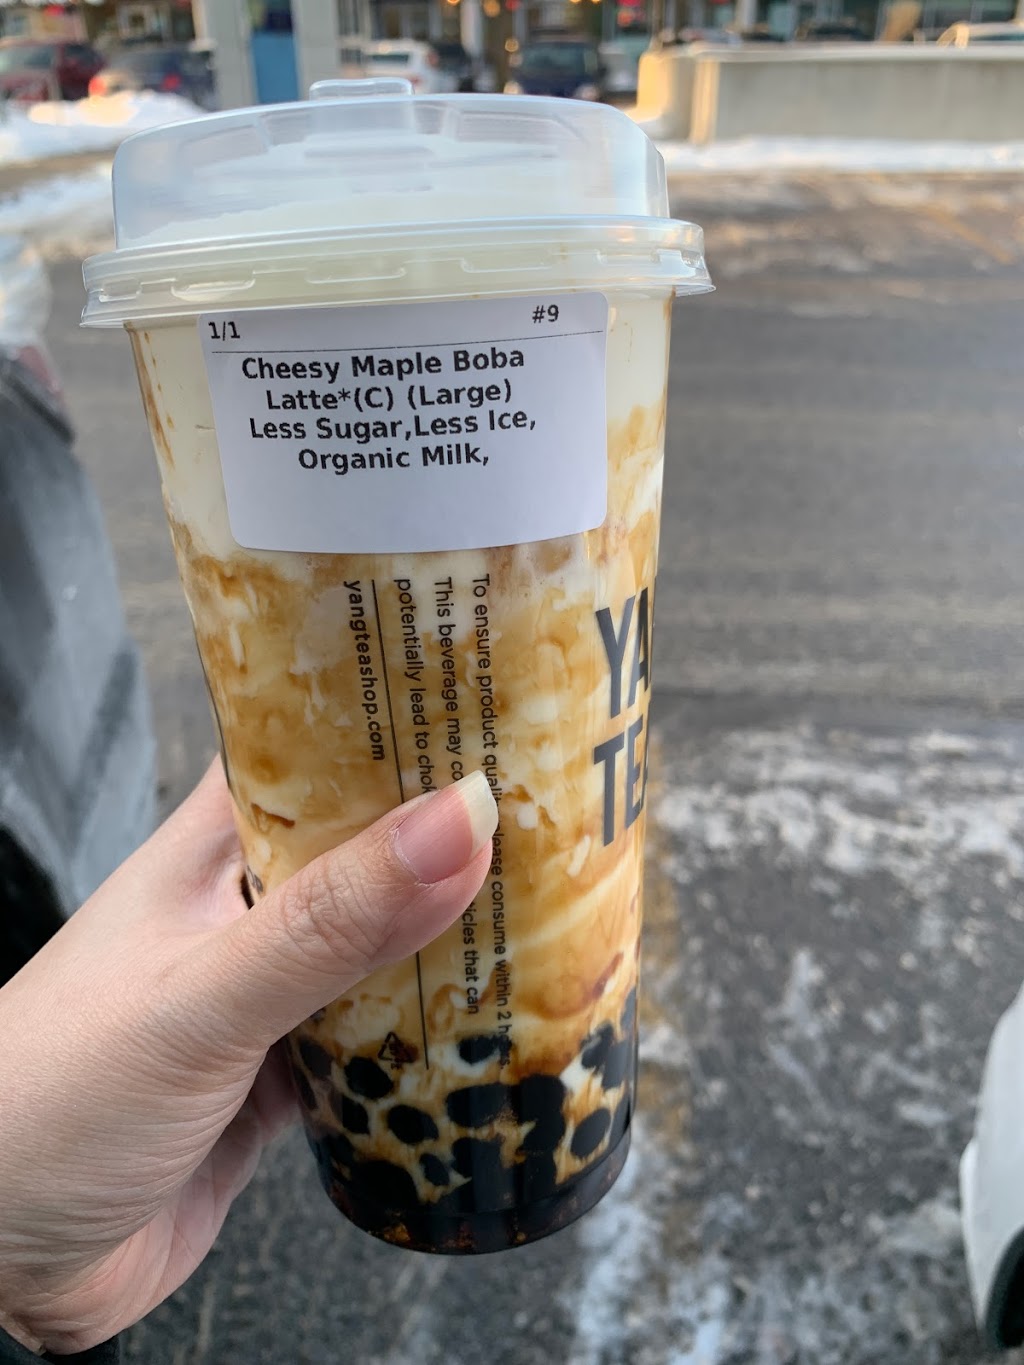 1/1 #9
Cheesy Maple Boba
Latte*(C) (Large)
Less Sugar,Less Ice,
Organic Milk,
To ensure product please consume within 2
This beverage may that can
potentially lead to
yangteashop.com